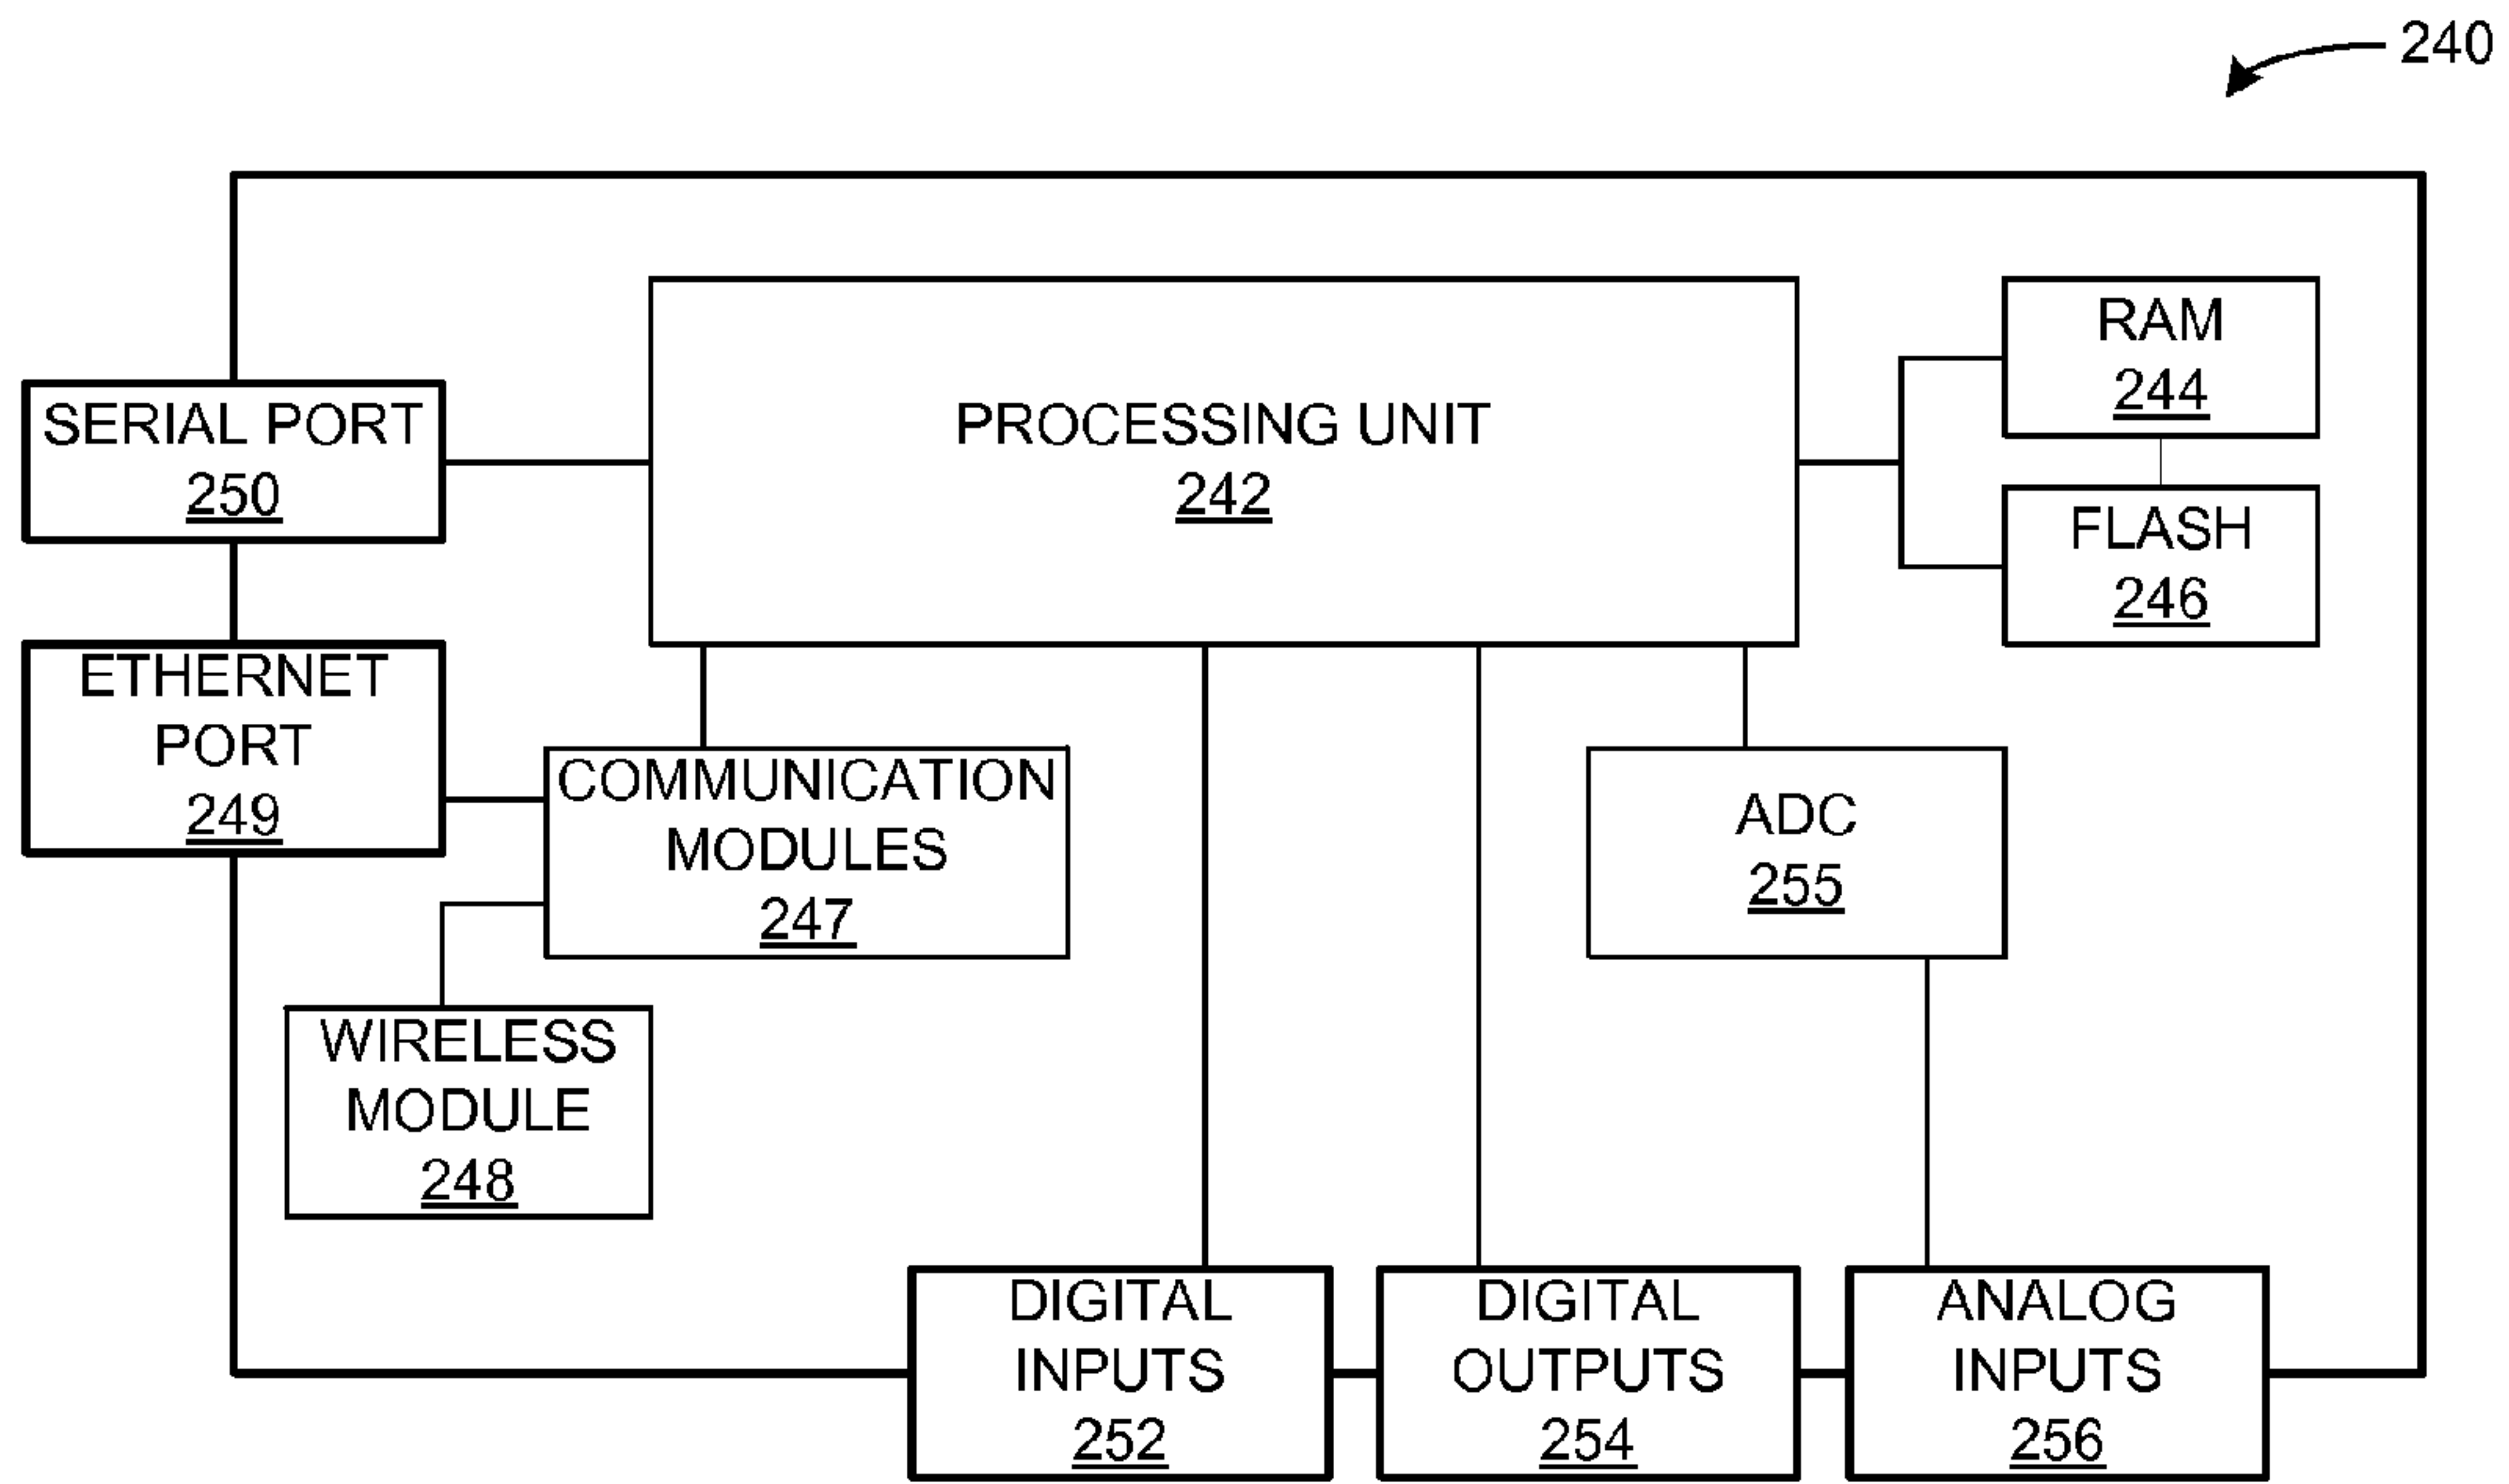 240
RAM
244
PROCESSING UNIT
242
SERIAL PORT
250
FLASH
246
ETHERNET
PORT
249
COMMUNICATION
MODULES
247
ADC
255
WIRELESS
MODULE
248
DIGITAL
INPUTS
252
DIGITAL
OUTPUTS
254
ANALOG
INPUTS
256